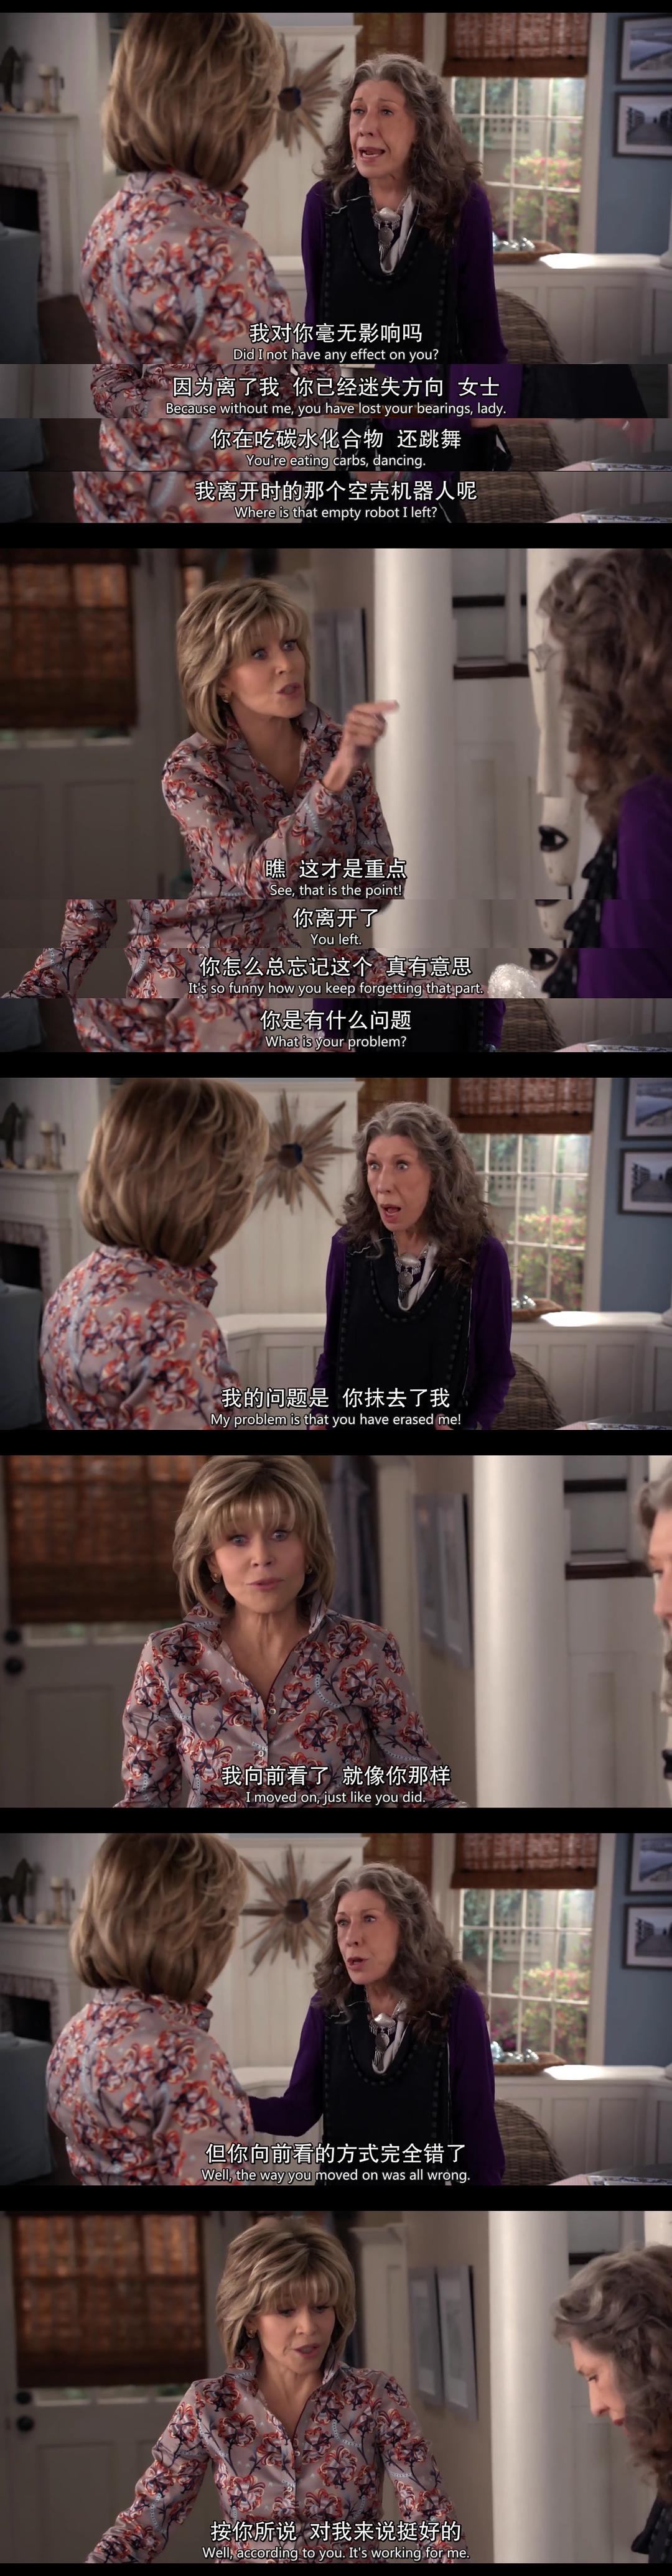 我对你毫无影响吗
Did I not have any effect on you?
因为离了我 你已经迷失方向 女士
Because without me, you have lost your bearings, lady.
你在吃碳水化合物 还跳舞
You're eating carbs, dancing.
我离开时的那个空壳机器人呢
Where is that empty robot I left?
瞧 这才是重点
See, that is the point!
你离开了
You left.
你怎么总忘记这个 真有意思
It's so funny how you keep forgetting that part.
你是有什么问题
What is your problem?
我的问题是 你抹去了我
My problem is that you have erased me!
我向前看了 就像你那样
I moved on, just like you did.
但你向前看的方式完全错了
Well, the way you moved on was all wrong.
按你所说 对我来说挺好的
Well, according to you. It's working for me.